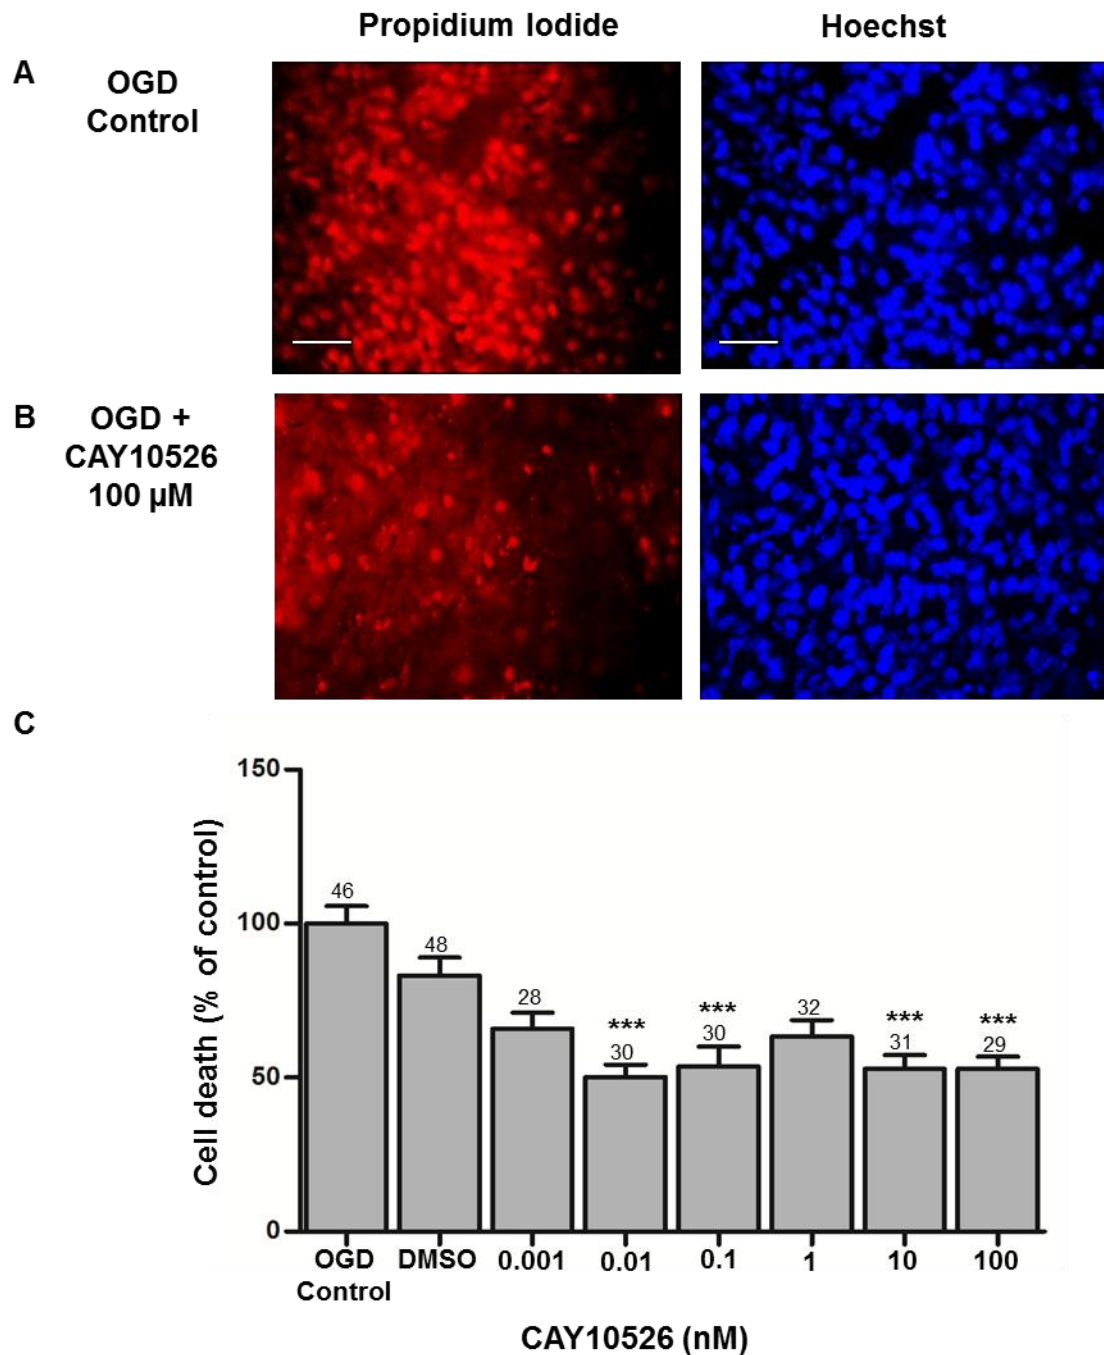 Propidium Iodide
Hoechst
A
OGD
Control
B
OGD +
CAY10526
100 µM
C
Cell death (% of control)
150
100
50
0
46
48
28
***
30
***
30
32
***
31
***
29
OGD
Control
DMSO
0.001
0.01
0.1
1
10
100
CAY10526 (nM)